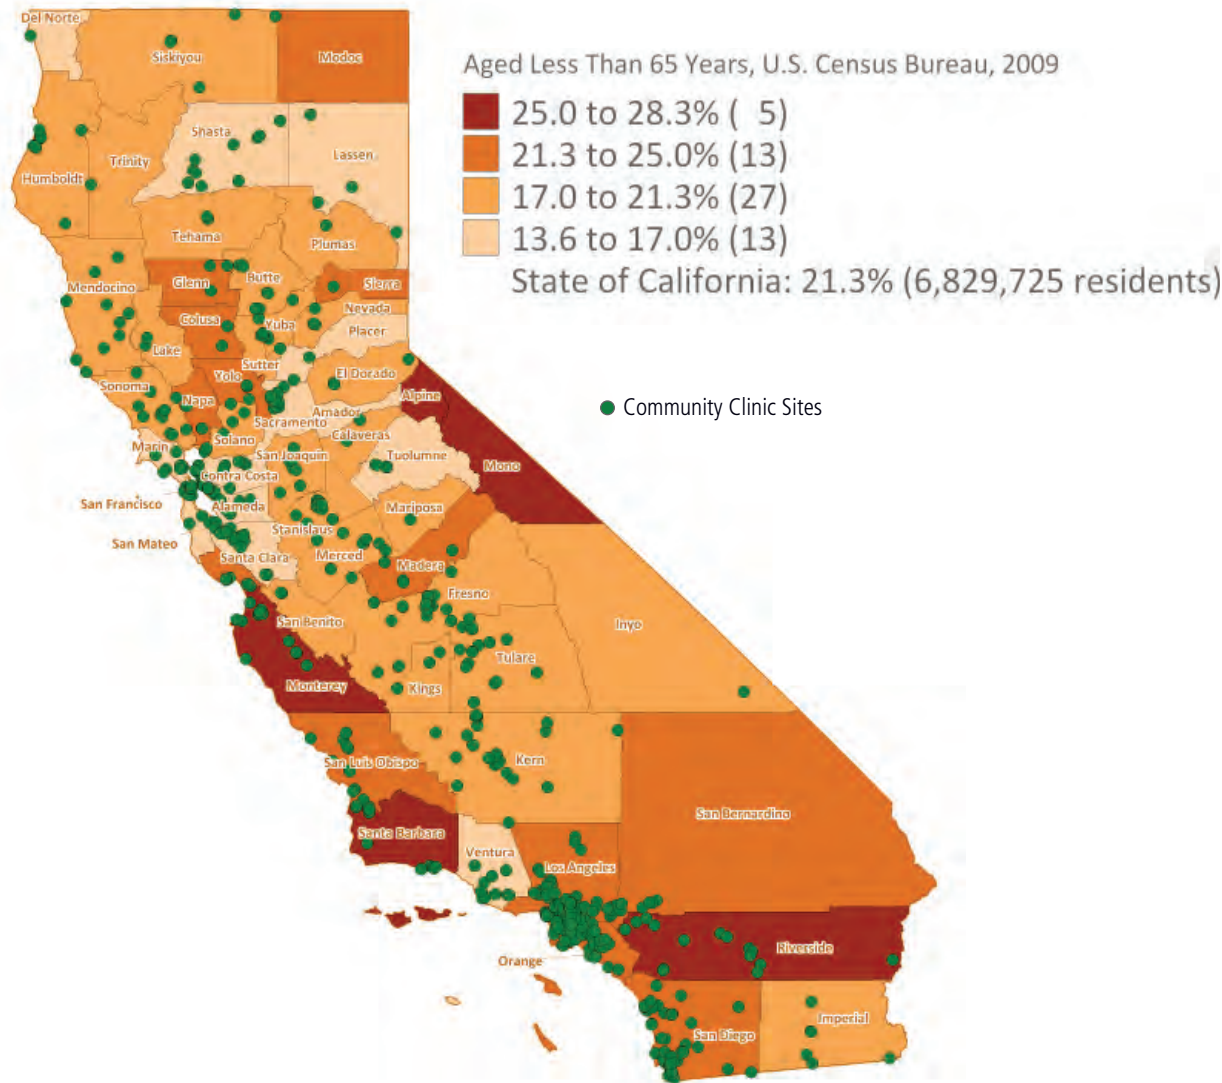 Del Norte
Siskiyou
Modoc
Aged Less Than 65 Years, U.S. Census Bureau, 2009
25.0 to 28.3% ( 5)
21.3 to 25.0% (13)
17.0 to 21.3% (27)
13.6 to 17.0% (13)
State of California: 21.3% (6,829,725 residents)
Shasta
Lassen
Trinity
Humboldt
Tehama
Plumas
Mendocino
Glenn
Butte
Sierra
Colusa
Yuba
Nevada
Placer
Lake
Sutter
Sonoma
Yolo
El Dorado
Napa
Alpine
Community Clinic Sites
Amador
Sacramento
Calaveras
Marin
Solano
San Joaquin
Tuolumne
Mono
Contra Costa
San Francisco
Alameda
Mariposa
Stanislaus
San Mateo
Santa Clara
Merced
Madera
Fresno
San Benito
Inyo
Tulare
Monterey
Kings
San Luis Obispo
Kern
San Bernardino
Santa Barbara
Ventura
Los Angeles
Orange
Riverside
San Diego
Imperial